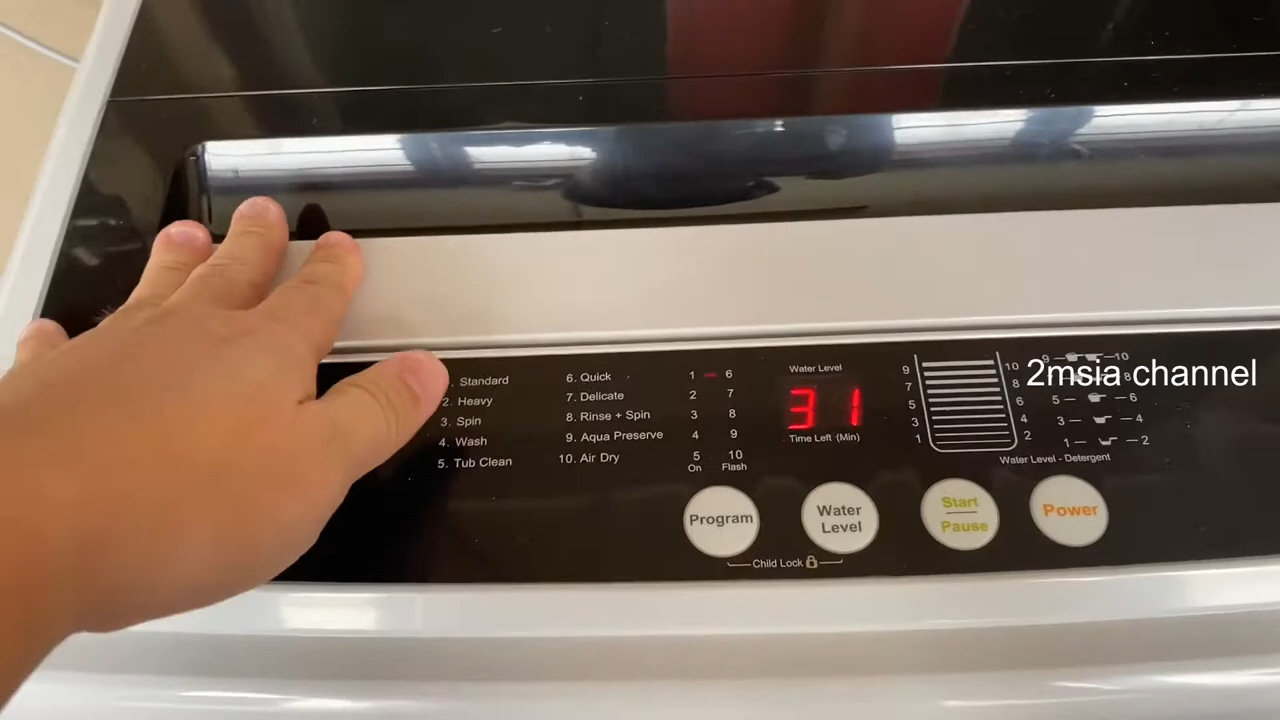 1. Standard
2. Heavy
3. Spin
4. Wash
5. Tub Clean
6. Quick
7. Delicate
8. Rinse + Spin
9. Aqua Preserve
10. Air Dry
1 6
2 7
3 8
4 9
5 10
On Flash
Water Level
31
Time Left (Min)
9 10
7 8
5 6
3 4
1 2
9 10
8
5 6
3 4
1 2
Water Level - Detergent
2msia channel
Program
Water
Level
Start
Pause
Power
Child Lock